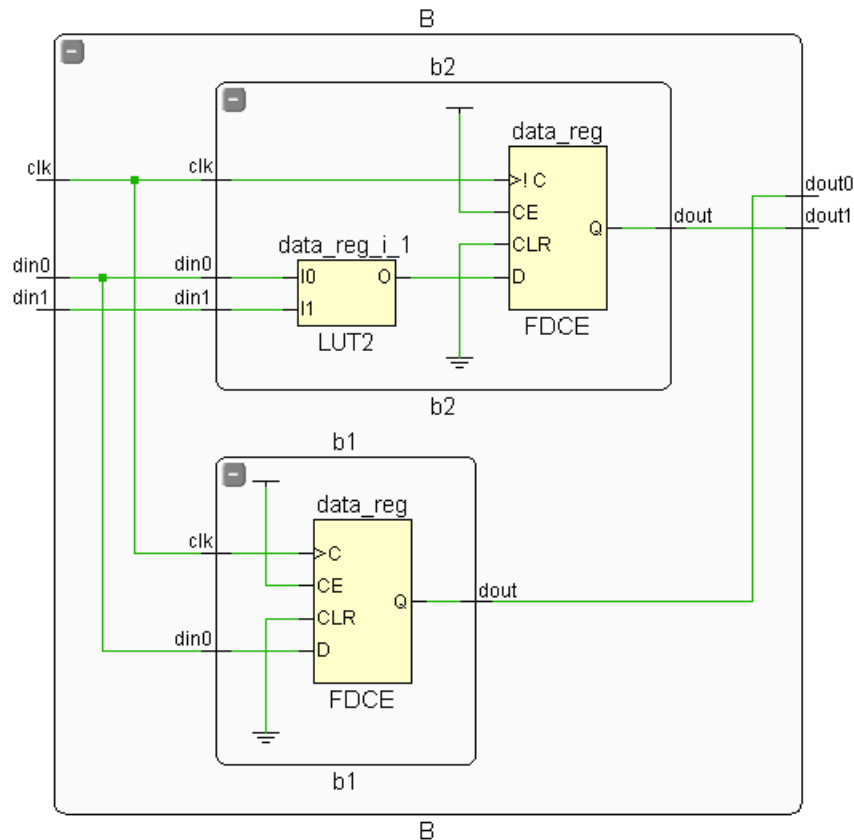 B
b2
data_reg
clk
clk
>! C
dout0
CE
dout
dout1
CLR
Q
data_reg_i_1
din0
din0
I0
O
D
din1
din1
I1
FDCE
LUT2
b2
b1
data_reg
clk
>C
CE
dout
Q
CLR
din0
D
FDCE
b1
B